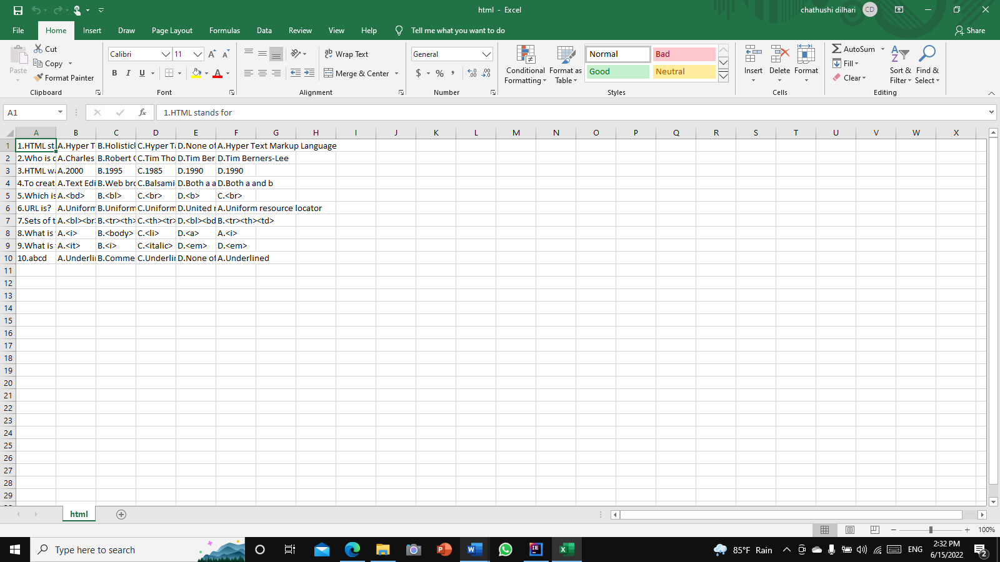 html - Excel
chathushi dilhari CD
File Home Insert Draw Page Layout Formulas Data Review View Help Tell me what you want to do Share
Paste Cut Copy Format Painter Clipboard
Calibri 11 B I U A Font
ab Wrap Text Merge & Center Alignment
General $ % Number
Conditional Formatting Format as Table Normal Bad Good Neutral Styles
Insert Delete Format Cells
AutoSum Fill Clear Sort & Filter Find & Select Editing
A1 fx 1.HTML stands for
A B C D E F G H I J K L M N O P Q R S T U V W X
1 1.HTML st A.Hyper T B.Holistic C.Hyper T D.None of A.Hyper Text Markup Language
2 2.Who is A.Charles B.Robert C.Tim Tho D.Tim Ber D.Tim Berners-Lee
3 3.HTML wa A.2000 B.1995 C.1985 D.1990 D.1990
4 4.To creat A.Text Edi B.Web bro C.Balsami D.Both a a D.Both a and b
5 5.Which is A.<bd> B.<bl> C.<br> D.<b> C.<br>
6 6.URL is? A.Uniform B.Uniform C.Uniform D.United A.Uniform resource locator
7 7.Sets of t A.<bl><br> B.<tr><th> C.<th><tr> D.<bl><bd B.<tr><th><td>
8 8.What is A.<i> B.<body> C.<li> D.<a> A.<i>
9 9.What is A.<it> B.<i> C.<italic> D.<em> D.<em>
10 10.abcd A.Underli B.Comme C.Underli D.None of A.Underlined
11
12
13
14
15
16
17
18
19
20
21
22
23
24
25
26
27
28
29
html
100%
Type here to search 85°F Rain ENG 2:32 PM
6/15/2022 2